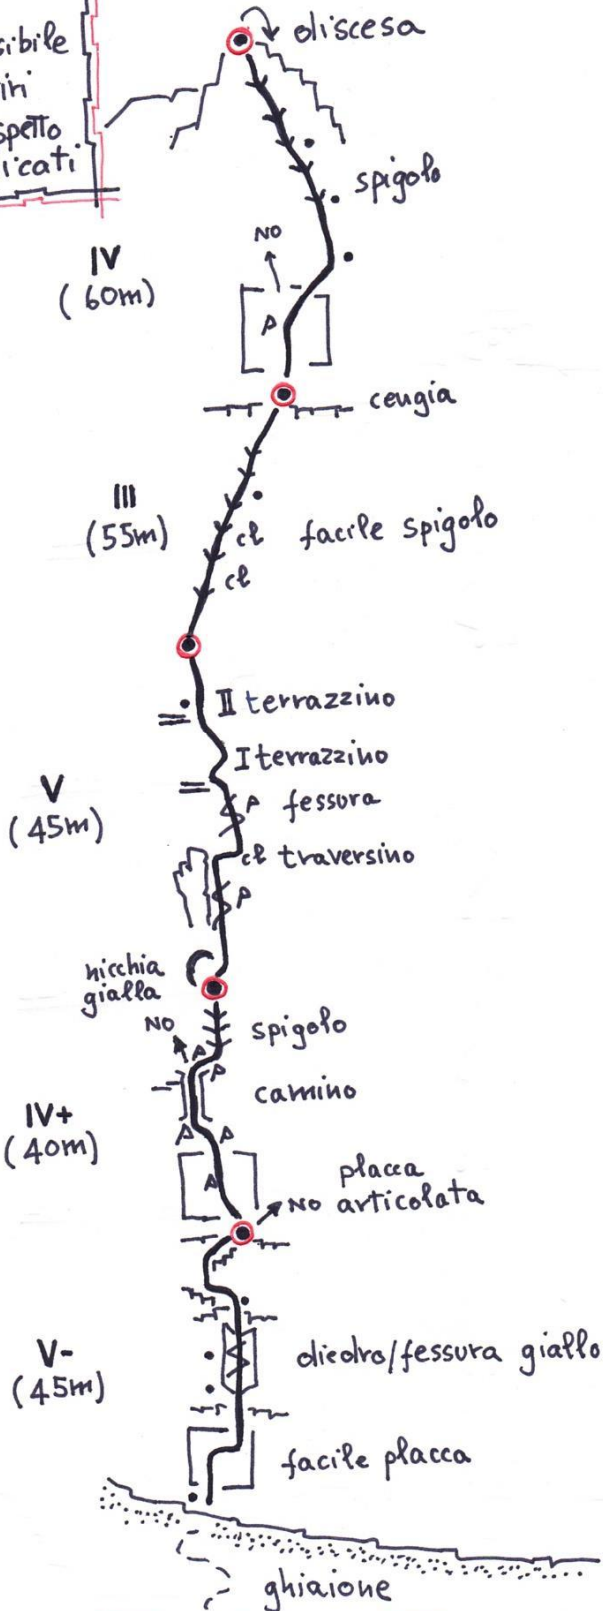 discesa
spigolo
NO
IV
(60m)
P
cengia
III
(55m)
cl
facile spigolo
cl
II terrazzino
I terrazzino
V
(45m)
P
fessura
cl traversino
P
nicchia
gialla
NO
spigolo
P
P
camino
IV+
(40m)
P
P
P
placca
NO articolata
V-
(45m)
diedro/fessura giallo
facile placca
ghiaione